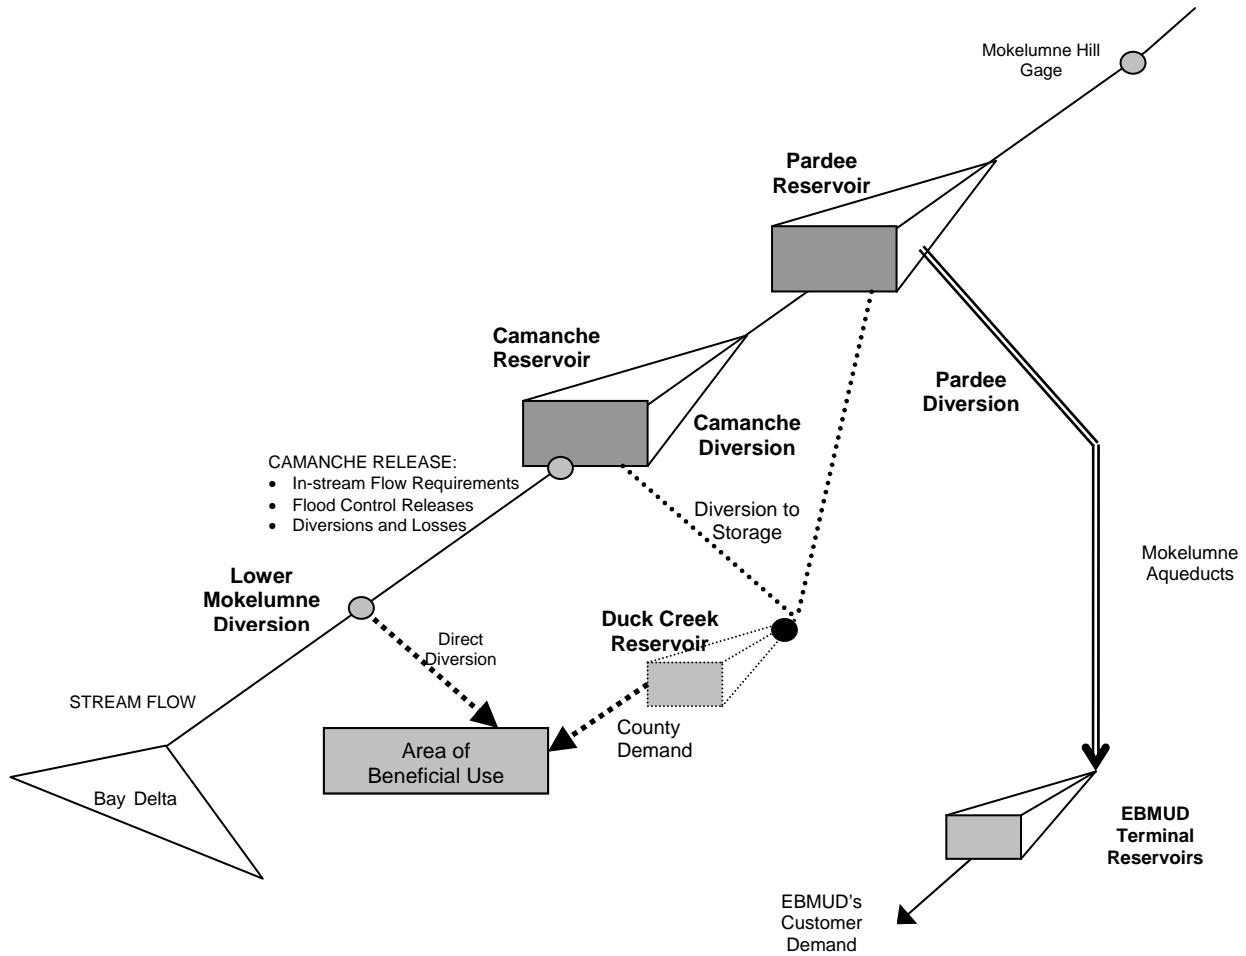 Mokelumne Hill
Gage
Pardee
Reservoir
Camanche
Reservoir
Pardee
Diversion
Camanche
Diversion
CAMANCHE RELEASE:
• In-stream Flow Requirements
• Flood Control Releases
• Diversions and Losses
Diversion to
Storage
Mokelumne
Aqueducts
Lower
Mokelumne
Diversion
Duck Creek
Reservoir
Direct
Diversion
STREAM FLOW
County
Demand
Area of
Beneficial Use
Bay Delta
EBMUD
Terminal
Reservoirs
EBMUD's
Customer
Demand